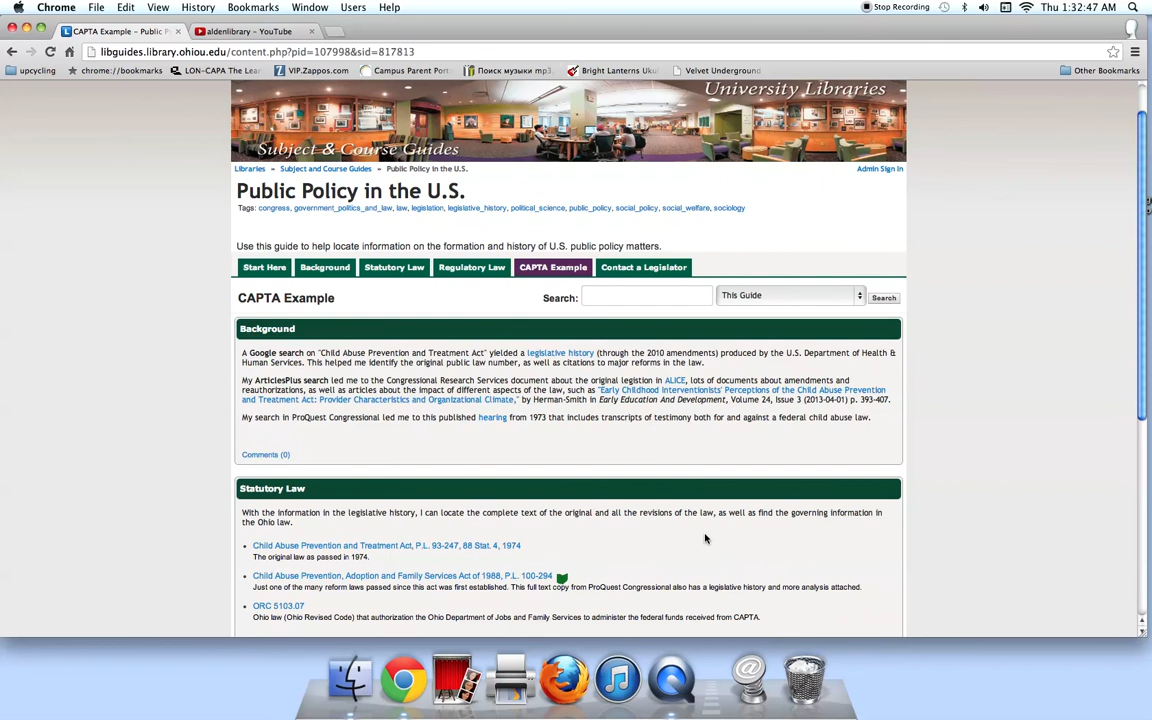 Chrome File Edit View History Bookmarks Window Users Help Stop Recording Thu 1:32:47 AM
CAPTA Example – Public P aldenlibrary – YouTube
libguides.library.ohiou.edu/content.php?pid=107998&sid=817813
upcycling chrome://bookmarks LON-CAPA The Lea VIP.Zappos.com Campus Parent Port Поиск музыки mp3 Bright Lanterns Uku Velvet Underground Other Bookmarks
University Libraries
Subject & Course Guides
Libraries » Subject and Course Guides » Public Policy in the U.S. Admin Sign In
Public Policy in the U.S.
Tags: congress, government_politics_and_law, law, legislation, legislative_history, political_science, public_policy, social_policy, social_welfare, sociology
Use this guide to help locate information on the formation and history of U.S. public policy matters.
Start Here Background Statutory Law Regulatory Law CAPTA Example Contact a Legislator
CAPTA Example Search: This Guide Search
Background
A Google search on "Child Abuse Prevention and Treatment Act" yielded a legislative history (through the 2010 amendments) produced by the U.S. Department of Health &
Human Services. This helped me identify the original public law number, as well as citations to major reforms in the law.
My ArticlesPlus search led me to the Congressional Research Services document about the original legistion in ALICE, lots of documents about amendments and
reauthorizations, as well as articles about the impact of different aspects of the law, such as "Early Childhood Interventionists' Perceptions of the Child Abuse Prevention
and Treatment Act: Provider Characteristics and Organizational Climate," by Herman-Smith in Early Education And Development, Volume 24, Issue 3 (2013-04-01) p. 393-407.
My search in ProQuest Congressional led me to this published hearing from 1973 that includes transcripts of testimony both for and against a federal child abuse law.
Comments (0)
Statutory Law
With the information in the legislative history, I can locate the complete text of the original and all the revisions of the law, as well as find the governing information in
the Ohio law.
• Child Abuse Prevention and Treatment Act, P.L. 93-247, 88 Stat. 4, 1974
The original law as passed in 1974.
• Child Abuse Prevention, Adoption and Family Services Act of 1988, P.L. 100-294
Just one of many reform laws passed since this act was first established. This full text copy from ProQuest Congressional also has a legislative history and more analysis attached.
• ORC 5103.07
Ohio law (Ohio Revised Code) that authorization the Ohio Department of Jobs and Family Services to administer the federal funds received from CAPTA.